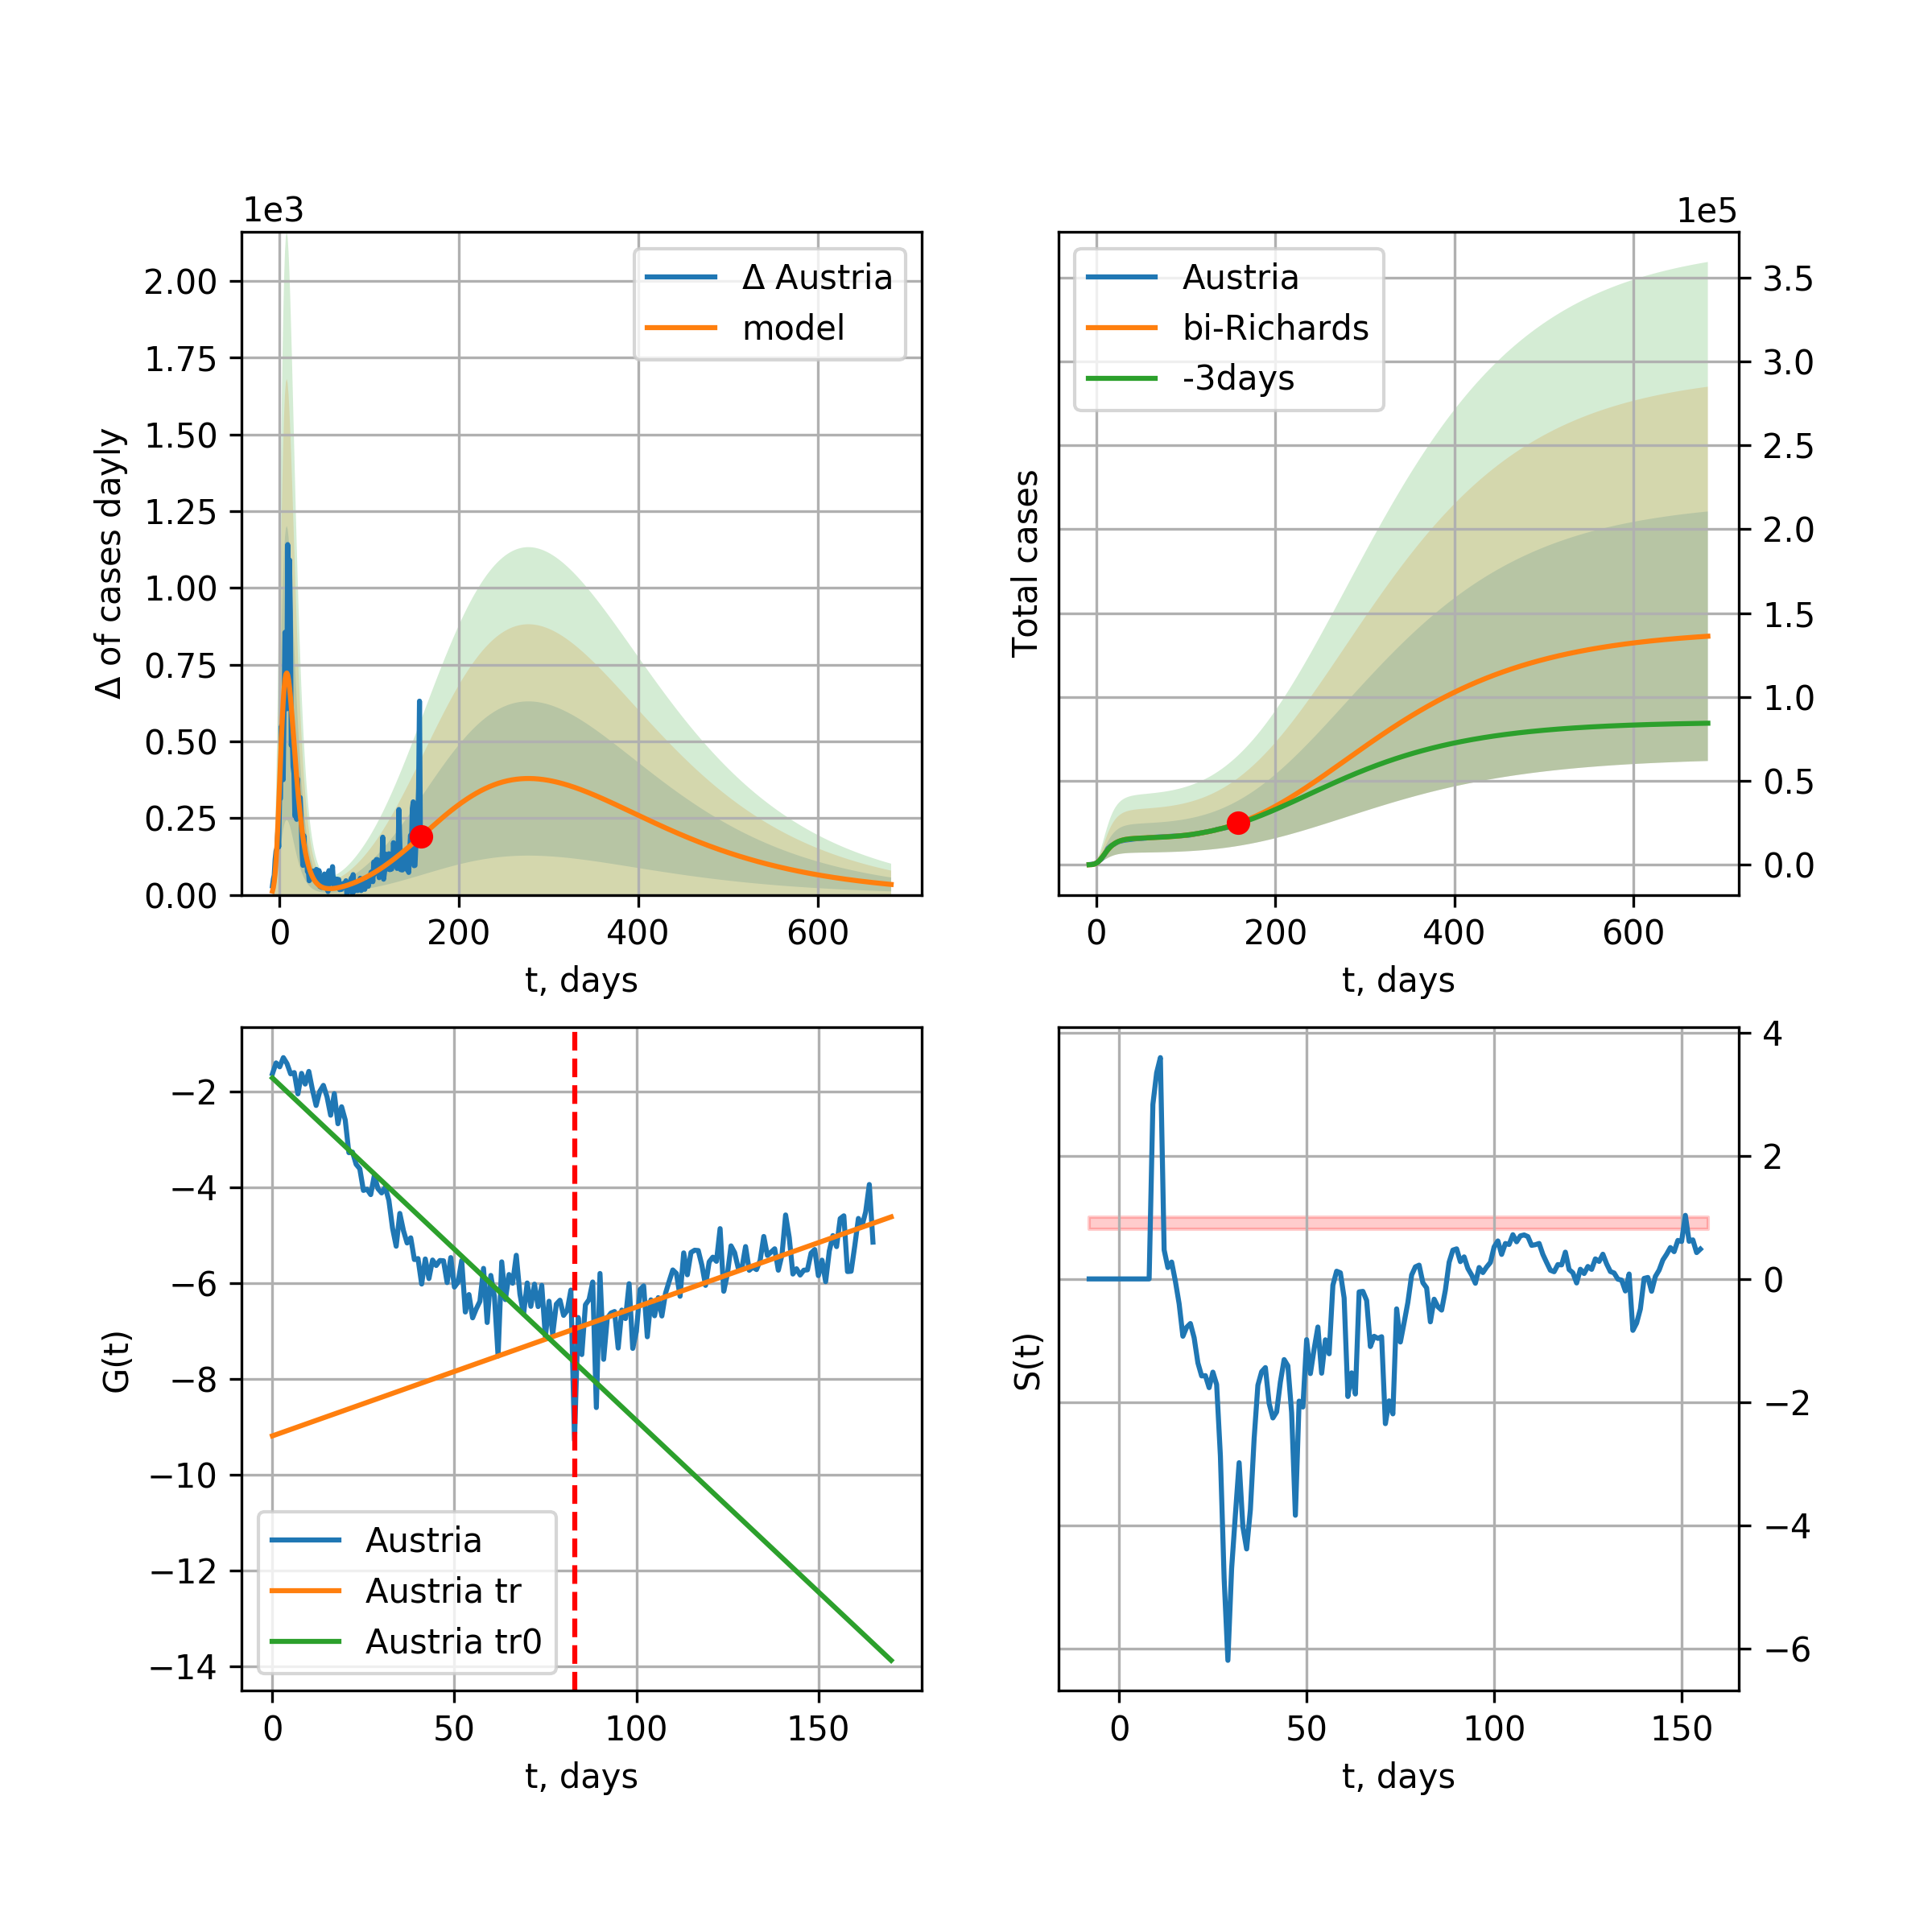 1e3
2.00
1.75
1.50
1.25
1.00
0.75
0.50
0.25
0.00
Δ of cases dayly
Δ Austria
model
0 200 400 600
t, days
1e5
3.5
3.0
2.5
2.0
1.5
1.0
0.5
0.0
Total cases
Austria
bi-Richards
-3days
0 200 400 600
t, days
−2
−4
−6
−8
−10
−12
−14
G(t)
Austria
Austria tr
Austria tr0
0 50 100 150
t, days
4
2
0
−2
−4
−6
S(t)
0 50 100 150
t, days